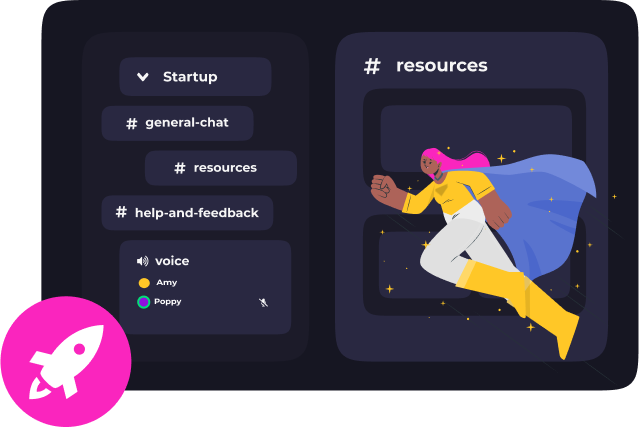 Startup
# general-chat
# resources
# help-and-feedback
voice
Amy
Poppy
# resources